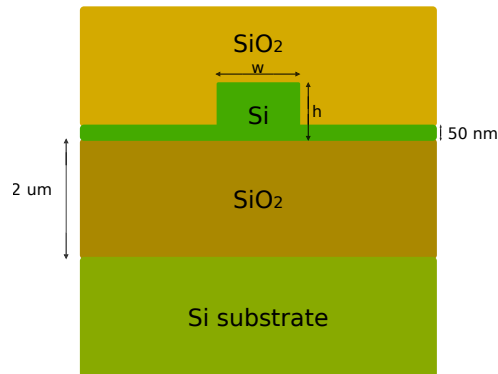 SiO₂
w
Si
h
50 nm
2 um
SiO₂
Si substrate